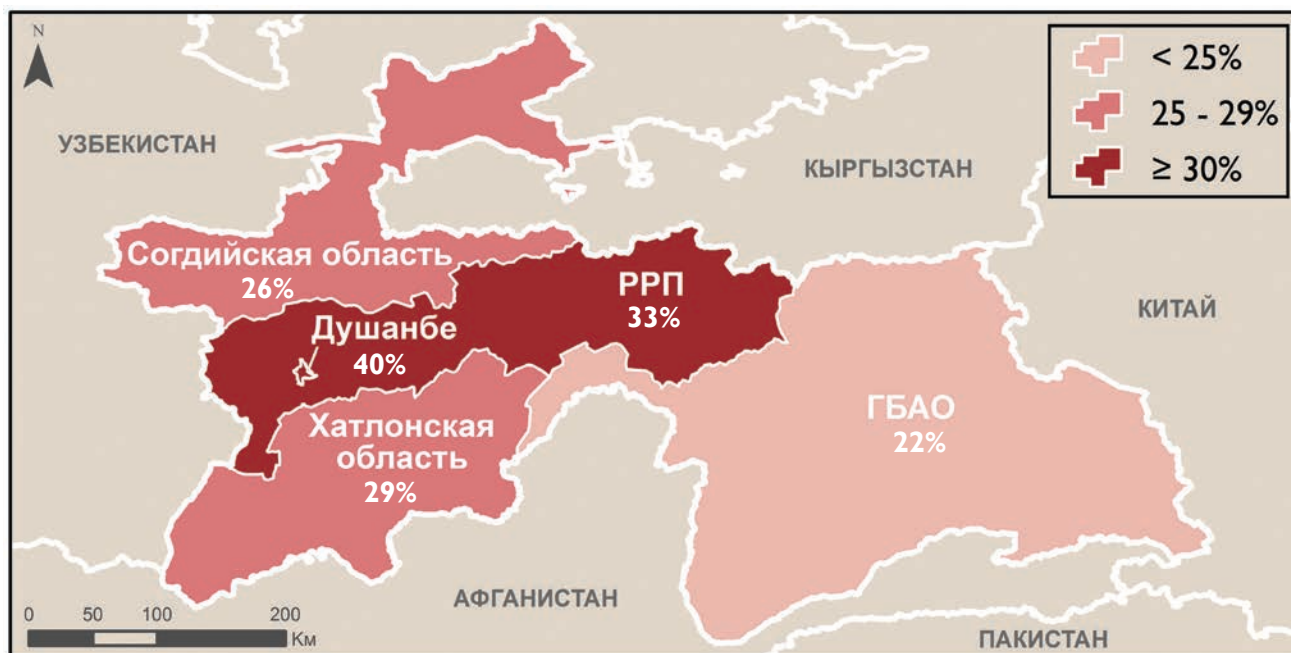 N
< 25%
25 - 29%
≥ 30%
УЗБЕКИСТАН
КЫРГЫЗСТАН
Согдийская область
26%
РРП
33%
КИТАЙ
Душанбе
40%
ГБАО
22%
Хатлонская
область
29%
АФГАНИСТАН
ПАКИСТАН
0 50 100 200
Км